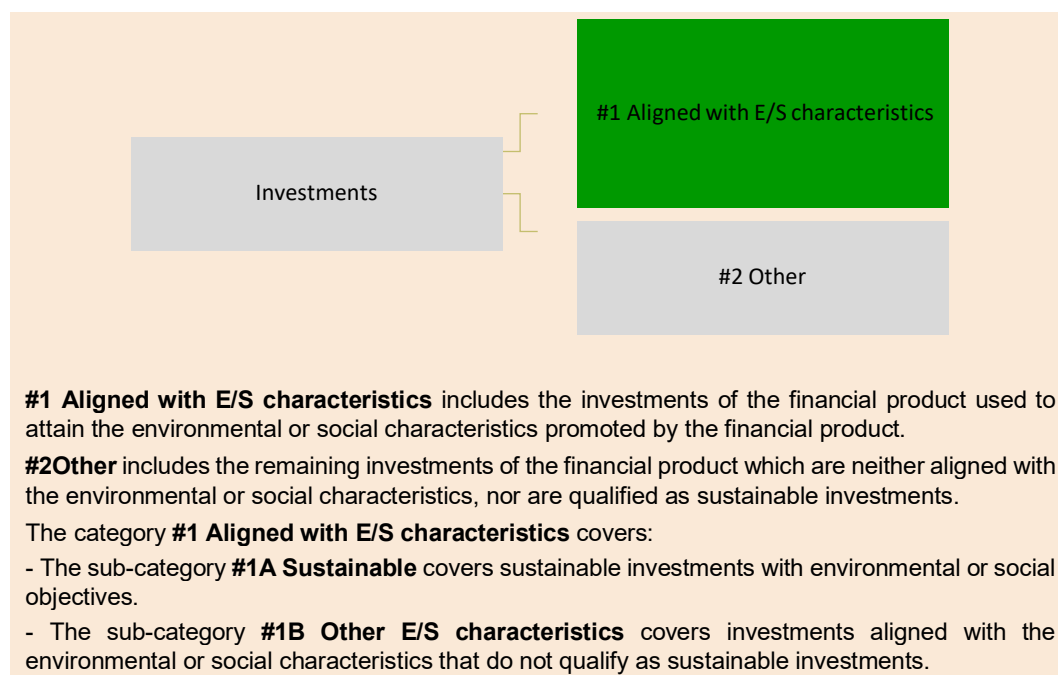 #1 Aligned with E/S characteristics
Investments
#2 Other
#1 Aligned with E/S characteristics includes the investments of the financial product used to
attain the environmental or social characteristics promoted by the financial product.
#2Other includes the remaining investments of the financial product which are neither aligned with
the environmental or social characteristics, nor are qualified as sustainable investments.
The category #1 Aligned with E/S characteristics covers:
- The sub-category #1A Sustainable covers sustainable investments with environmental or social
objectives.
- The sub-category #1B Other E/S characteristics covers investments aligned with the
environmental or social characteristics that do not qualify as sustainable investments.